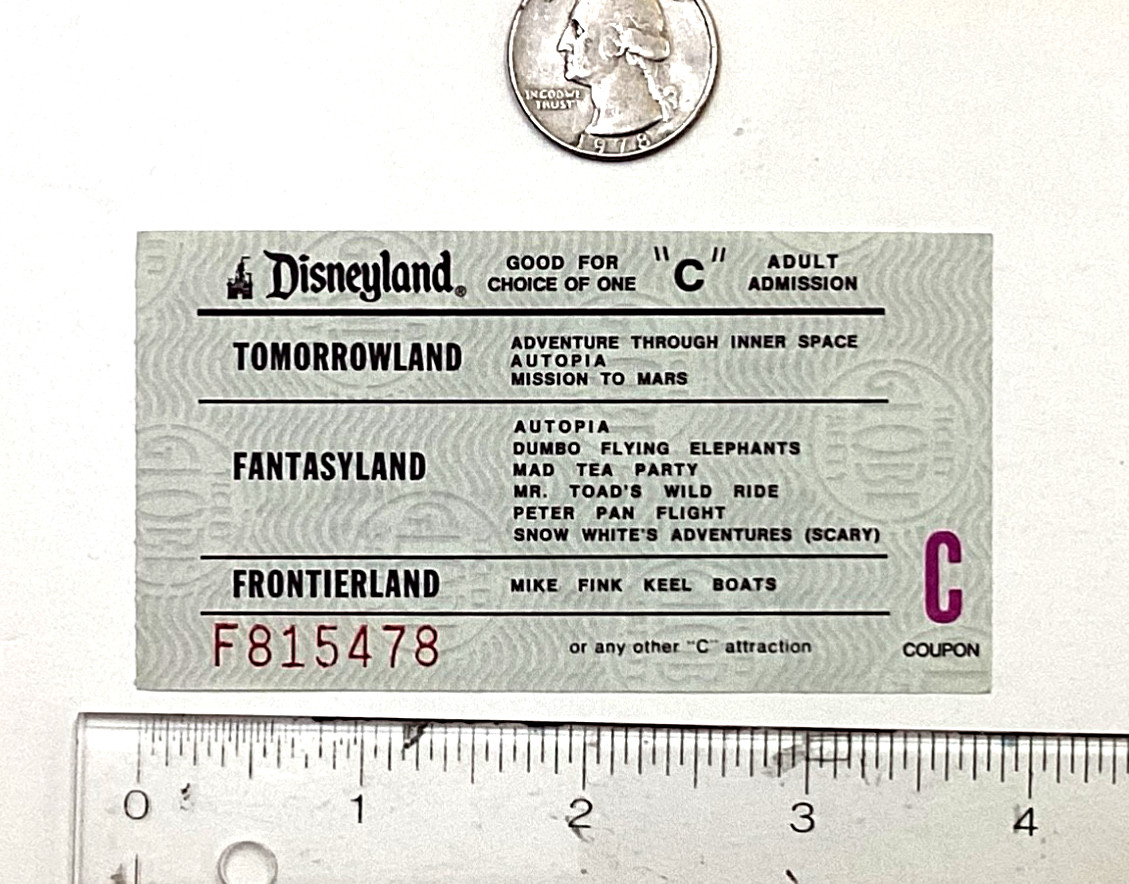 IN GOD WE
TRUST
1978
Disneyland®
GOOD FOR
CHOICE OF ONE
"C"
ADULT
ADMISSION
TOMORROWLAND
ADVENTURE THROUGH INNER SPACE
AUTOPIA
MISSION TO MARS
FANTASYLAND
AUTOPIA
DUMBO FLYING ELEPHANTS
MAD TEA PARTY
MR. TOAD'S WILD RIDE
PETER PAN FLIGHT
SNOW WHITE'S ADVENTURES (SCARY)
FRONTIERLAND
MIKE FINK KEEL BOATS
C
COUPON
F815478
or any other "C" attraction
0 1 2 3 4